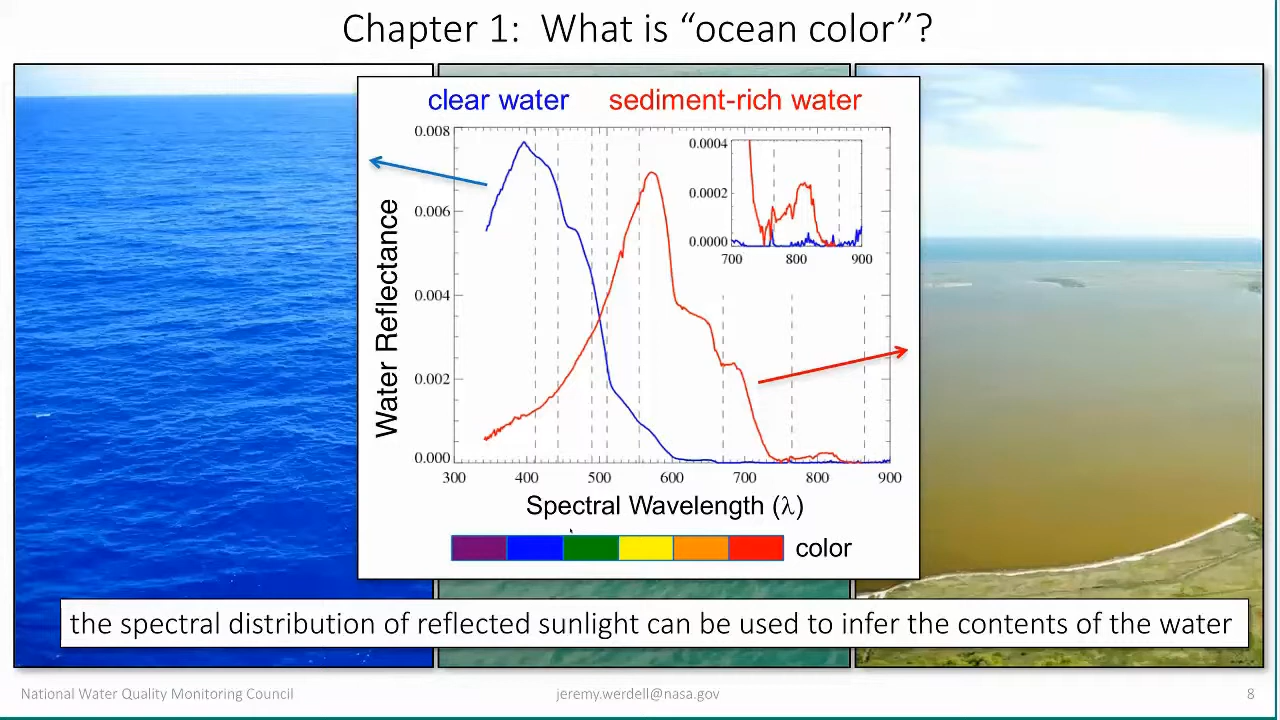 Chapter 1:  What is “ocean color”?
clear water
sediment-rich water
Water Reflectance
0.008
0.006
0.004
0.002
0.000
300 400 500 600 700 800 900
0.0004
0.0002
0.0000
700 800 900
Spectral Wavelength (λ)
color
the spectral distribution of reflected sunlight can be used to infer the contents of the water
National Water Quality Monitoring Council
jeremy.werdell@nasa.gov
8